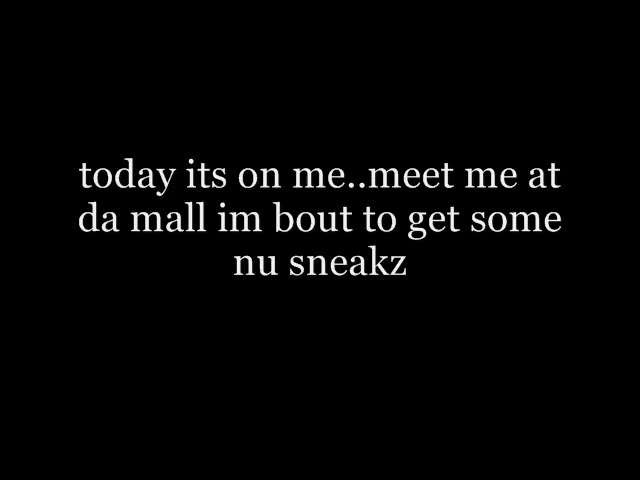 today its on me..meet me at
da mall im bout to get some
nu sneakz